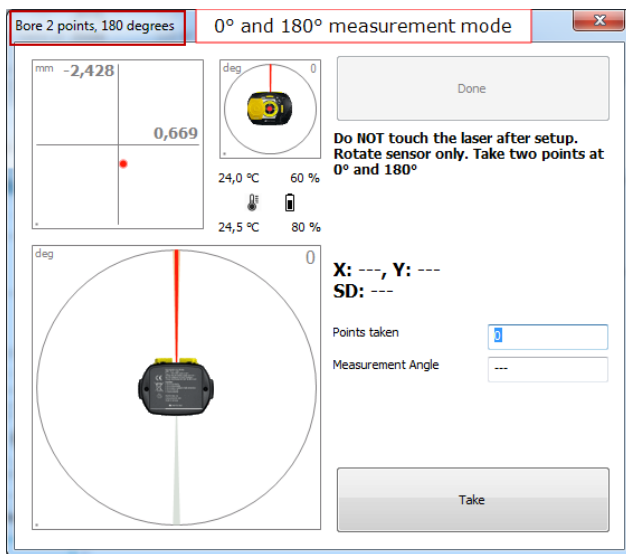 Bore 2 points, 180 degrees
0° and 180° measurement mode
mm -2,428
0,669
deg 0
24,0 °C 60 %
24,5 °C 80 %
Done
Do NOT touch the laser after setup.
Rotate sensor only. Take two points at
0° and 180°
deg 0
X: ---, Y: ---
SD: ---
Points taken 0
Measurement Angle ---
Take